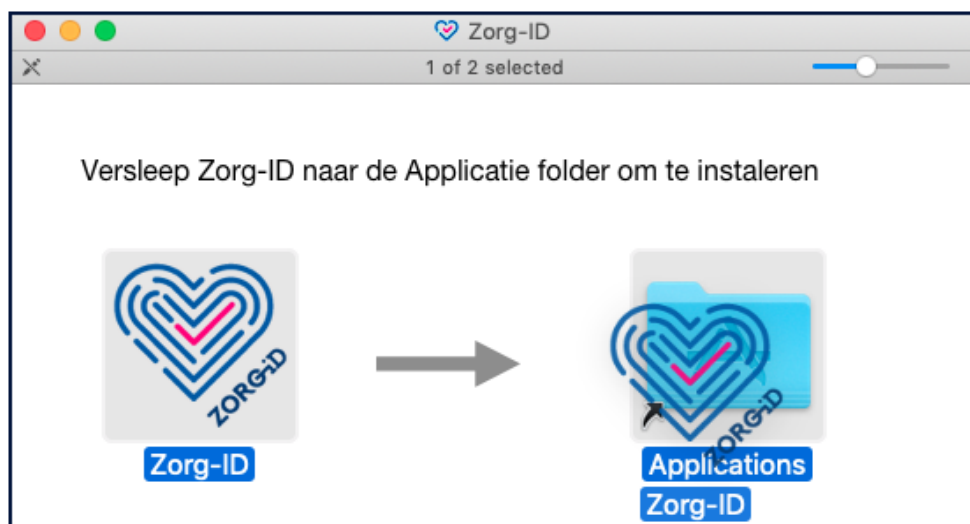 Zorg-ID
1 of 2 selected
Versleep Zorg-ID naar de Applicatie folder om te instaleren
ZORG-iD
ZORG-iD
Zorg-ID
Applications
Zorg-ID